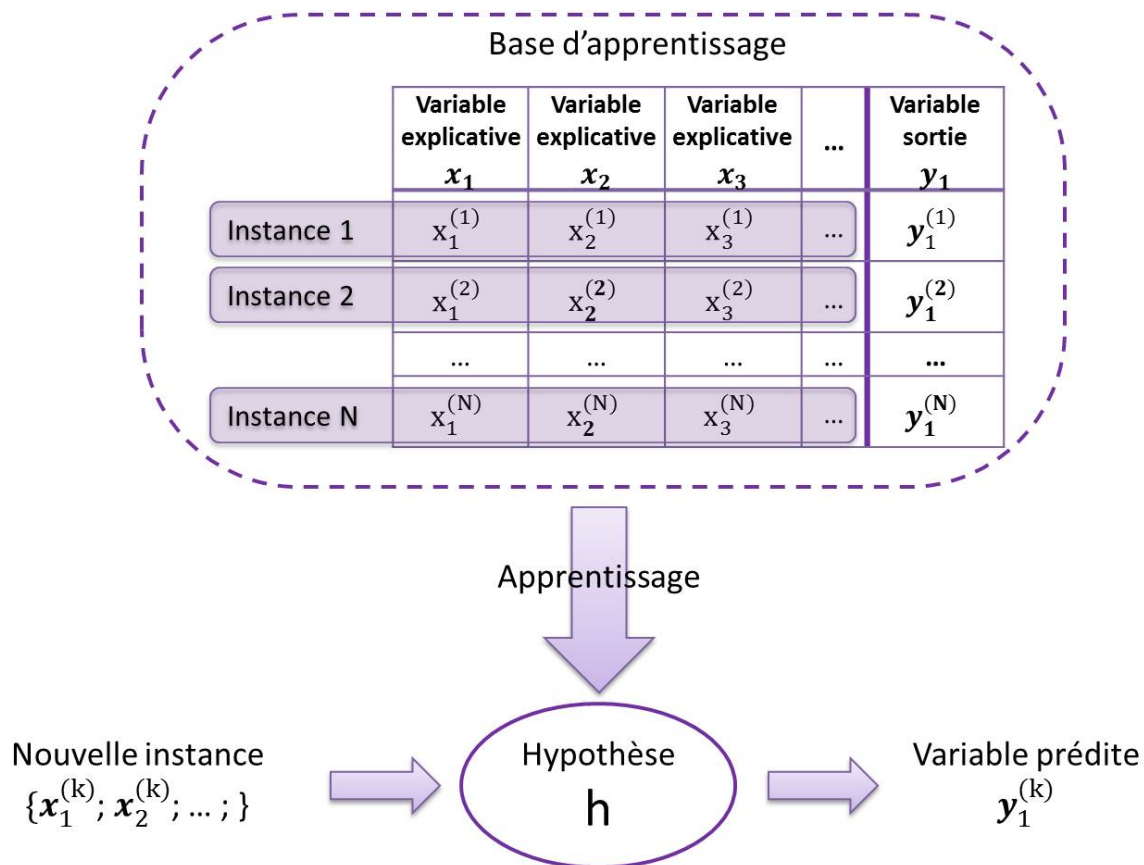 Base d'apprentissage
Variable explicative x₁ Variable explicative x₂ Variable explicative x₃ ... Variable sortie y₁
Instance 1 x₁⁽¹⁾ x₂⁽¹⁾ x₃⁽¹⁾ ... y₁⁽¹⁾
Instance 2 x₁⁽²⁾ x₂⁽²⁾ x₃⁽²⁾ ... y₁⁽²⁾
... ... ... ... ...
Instance N x₁⁽ᴺ⁾ x₂⁽ᴺ⁾ x₃⁽ᴺ⁾ ... y₁⁽ᴺ⁾
Apprentissage
Nouvelle instance
{x₁⁽ᵏ⁾; x₂⁽ᵏ⁾; ... ; }
Hypothèse
h
Variable prédite
y₁⁽ᵏ⁾